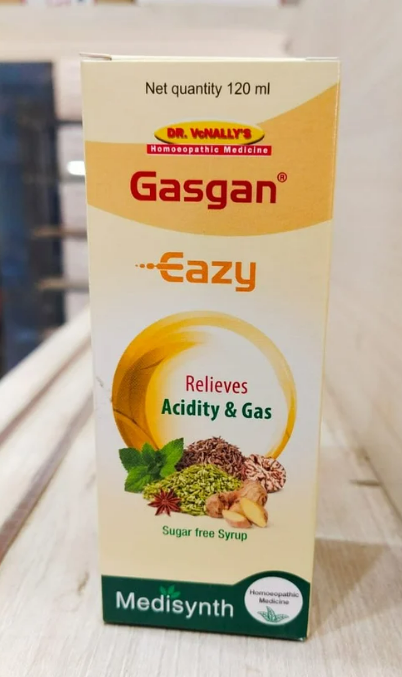 Net quantity 120 ml
DR. VcNALLY'S
Homoeopathic Medicine
Gasgan®
Eazy
Relieves
Acidity & Gas
Sugar free Syrup
Medisynth
Homoeopathic
Medicine